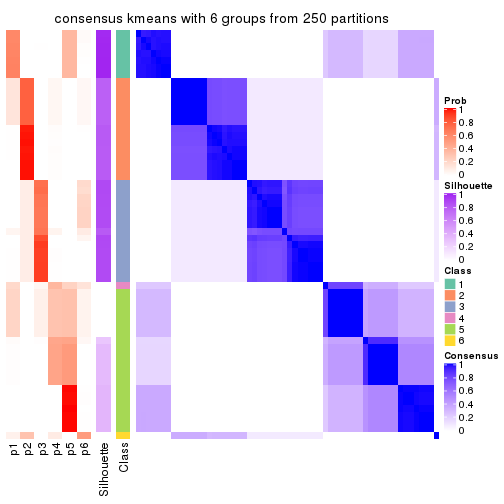 consensus kmeans with 6 groups from 250 partitions
Prob
1
0.8
0.6
0.4
0.2
0
Silhouette
1
0.8
0.6
0.4
0.2
0
Class
1
2
3
4
5
6
Consensus
1
0.8
0.6
0.4
0.2
0
p1
p2
p3
p4
p5
p6
Silhouette
Class